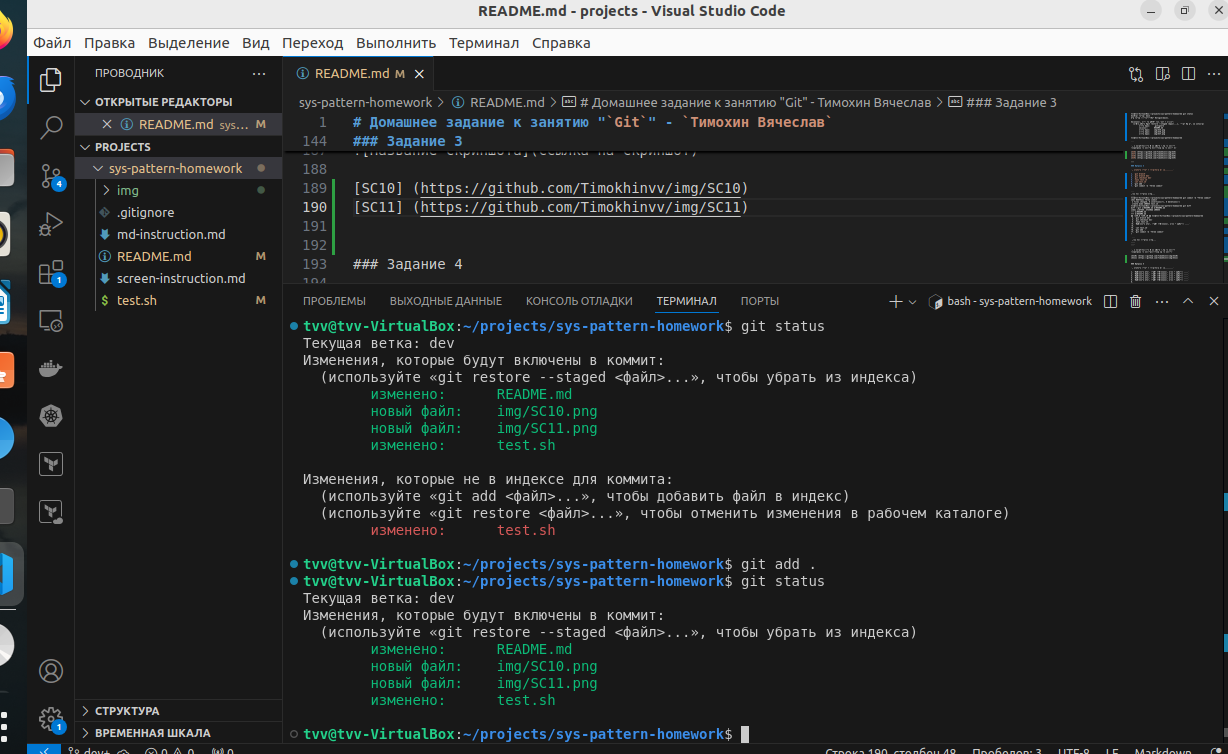 README.md - projects - Visual Studio Code
Файл Правка Выделение Вид Переход Выполнить Терминал Справка
ПРОВОДНИК
README.md M
ОТКРЫТЫЕ РЕДАКТОРЫ
README.md sys... M
PROJECTS
sys-pattern-homework
img
.gitignore
md-instruction.md
README.md M
screen-instruction.md
test.sh M
СТРУКТУРА
ВРЕМЕННАЯ ШКАЛА
4
1
1
sys-pattern-homework > README.md > # Домашнее задание к занятию "Git" - Тимохин Вячеслав > ### Задание 3
1 # Домашнее задание к занятию "`Git`" - `Тимохин Вячеслав`
144 ### Задание 3
188
189 [SC10] (https://github.com/Timokhinvv/img/SC10)
190 [SC11] (https://github.com/Timokhinvv/img/SC11)
191
192
193 ### Задание 4
194
ПРОБЛЕМЫ ВЫХОДНЫЕ ДАННЫЕ КОНСОЛЬ ОТЛАДКИ ТЕРМИНАЛ ПОРТЫ
bash - sys-pattern-homework
tvv@tvv-VirtualBox:~/projects/sys-pattern-homework$ git status
Текущая ветка: dev
Изменения, которые будут включены в коммит:
(используйте «git restore --staged <файл>...», чтобы убрать из индекса)
изменено: README.md
новый файл: img/SC10.png
новый файл: img/SC11.png
изменено: test.sh
Изменения, которые не в индексе для коммита:
(используйте «git add <файл>...», чтобы добавить файл в индекс)
(используйте «git restore <файл>...», чтобы отменить изменения в рабочем каталоге)
изменено: test.sh
tvv@tvv-VirtualBox:~/projects/sys-pattern-homework$ git add .
tvv@tvv-VirtualBox:~/projects/sys-pattern-homework$ git status
Текущая ветка: dev
Изменения, которые будут включены в коммит:
(используйте «git restore --staged <файл>...», чтобы убрать из индекса)
изменено: README.md
новый файл: img/SC10.png
новый файл: img/SC11.png
изменено: test.sh
tvv@tvv-VirtualBox:~/projects/sys-pattern-homework$
dev+ 0 0 0 Строка 190, столбец 48 Пробелов: 3 UTF-8 LF Markdown